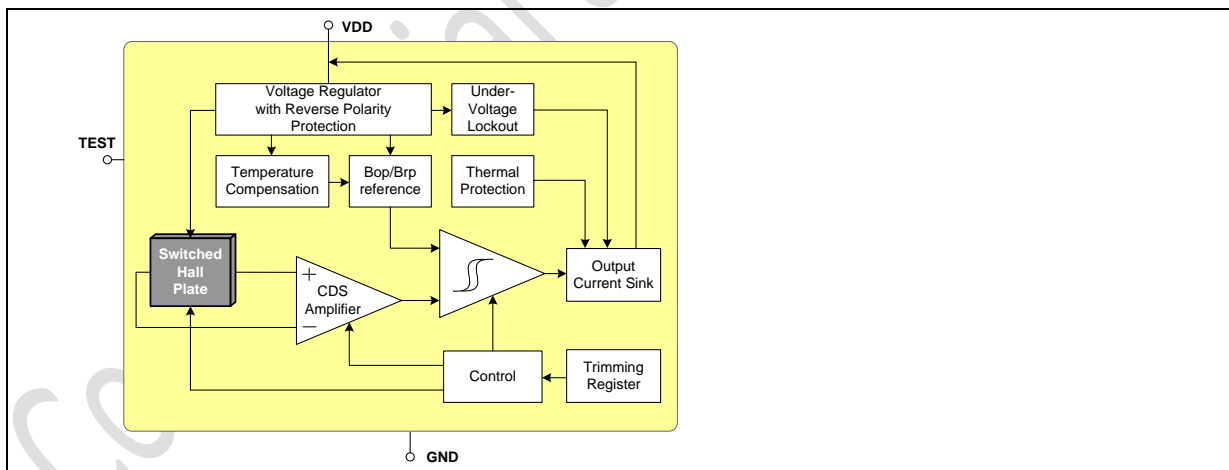 VDD
Voltage Regulator
with Reverse Polarity
Protection
Under-
Voltage
Lockout
TEST
Temperature
Compensation
Bop/Brp
reference
Thermal
Protection
Switched
Hall
Plate
+
CDS
Amplifier
−
Output
Current Sink
Control
Trimming
Register
GND